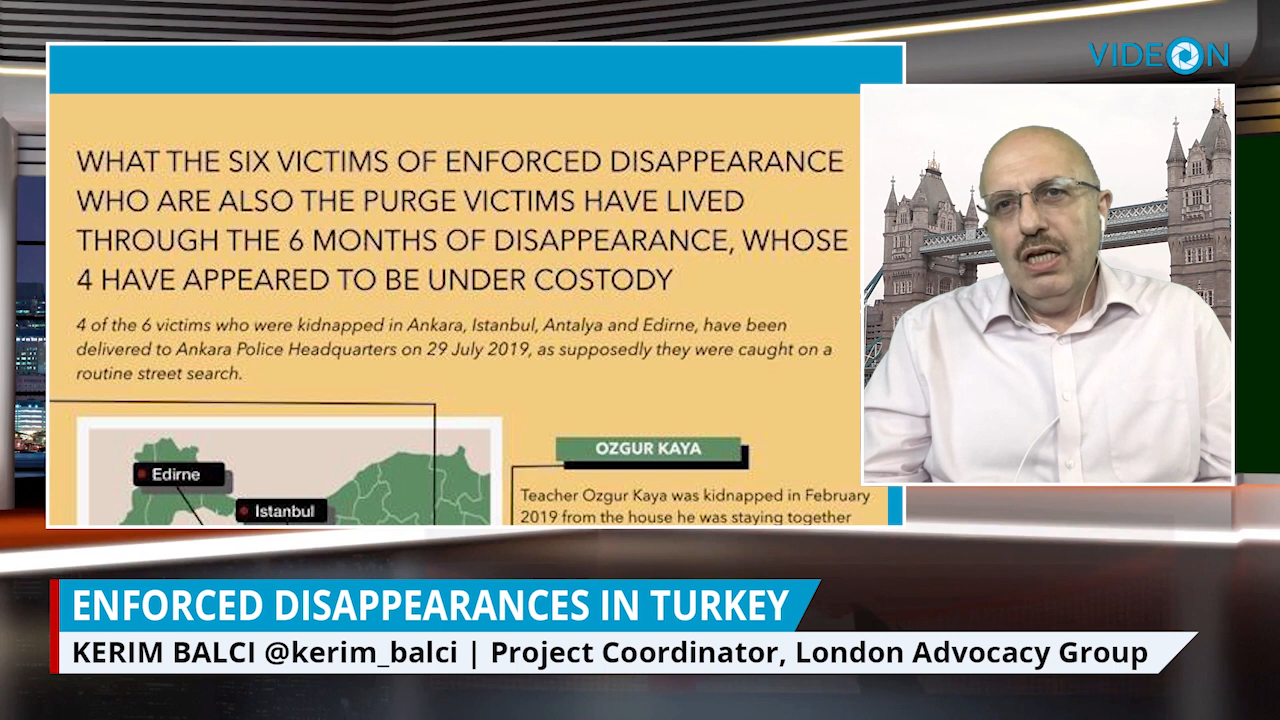 VIDEON
WHAT THE SIX VICTIMS OF ENFORCED DISAPPEARANCE
WHO ARE ALSO THE PURGE VICTIMS HAVE LIVED
THROUGH THE 6 MONTHS OF DISAPPEARANCE, WHOSE
4 HAVE APPEARED TO BE UNDER CUSTODY
4 of the 6 victims who were kidnapped in Ankara, Istanbul, Antalya and Edirne, have been
delivered to Ankara Police Headquarters on 29 July 2019, as supposedly they were caught on a
routine street search.
Edirne
Istanbul
OZGUR KAYA
Teacher Ozgur Kaya was kidnapped in February
2019 from the house he was staying together
ENFORCED DISAPPEARANCES IN TURKEY
KERIM BALCI @kerim_balci | Project Coordinator, London Advocacy Group